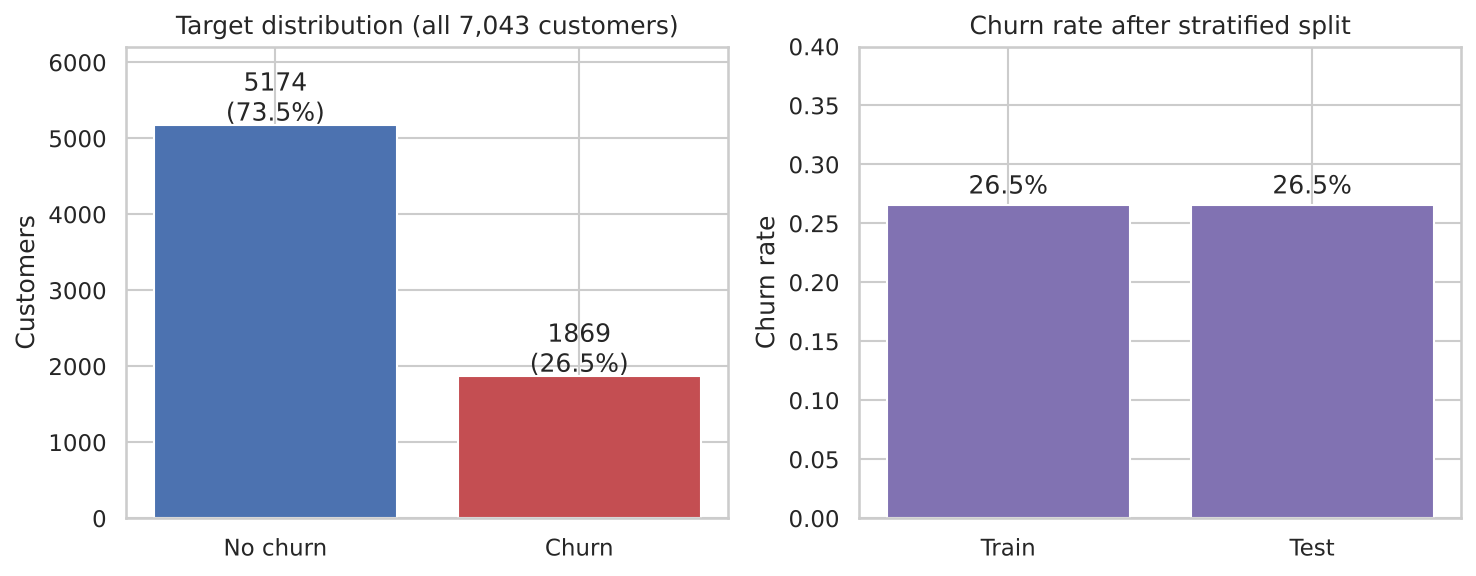 Target distribution (all 7,043 customers)
Customers
6000
5000
4000
3000
2000
1000
0
5174
(73.5%)
1869
(26.5%)
No churn
Churn
Churn rate after stratified split
Churn rate
0.40
0.35
0.30
0.25
0.20
0.15
0.10
0.05
0.00
26.5%
26.5%
Train
Test